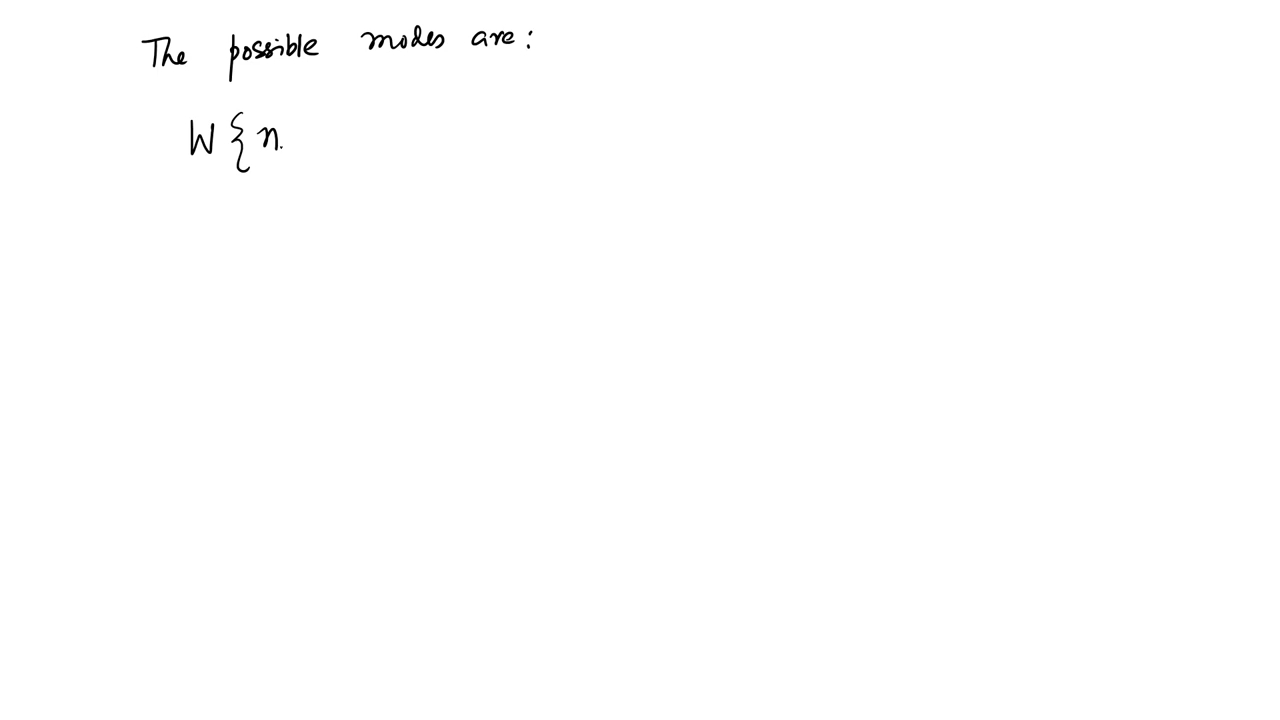 The possible modes are:
W { n.